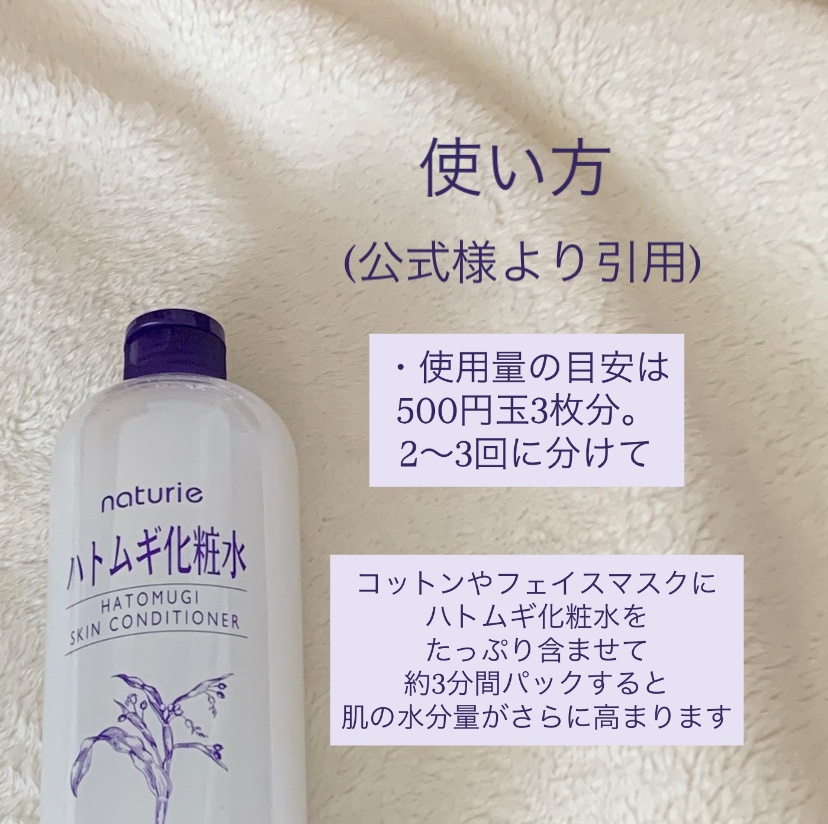 使い方
(公式様より引用)
・使用量の目安は
500円玉3枚分。
2〜3回に分けて
コットンやフェイスマスクに
ハトムギ化粧水を
たっぷり含ませて
約3分間パックすると
肌の水分量がさらに高まります
naturie
ハトムギ化粧水
HATOMUGI
SKIN CONDITIONER